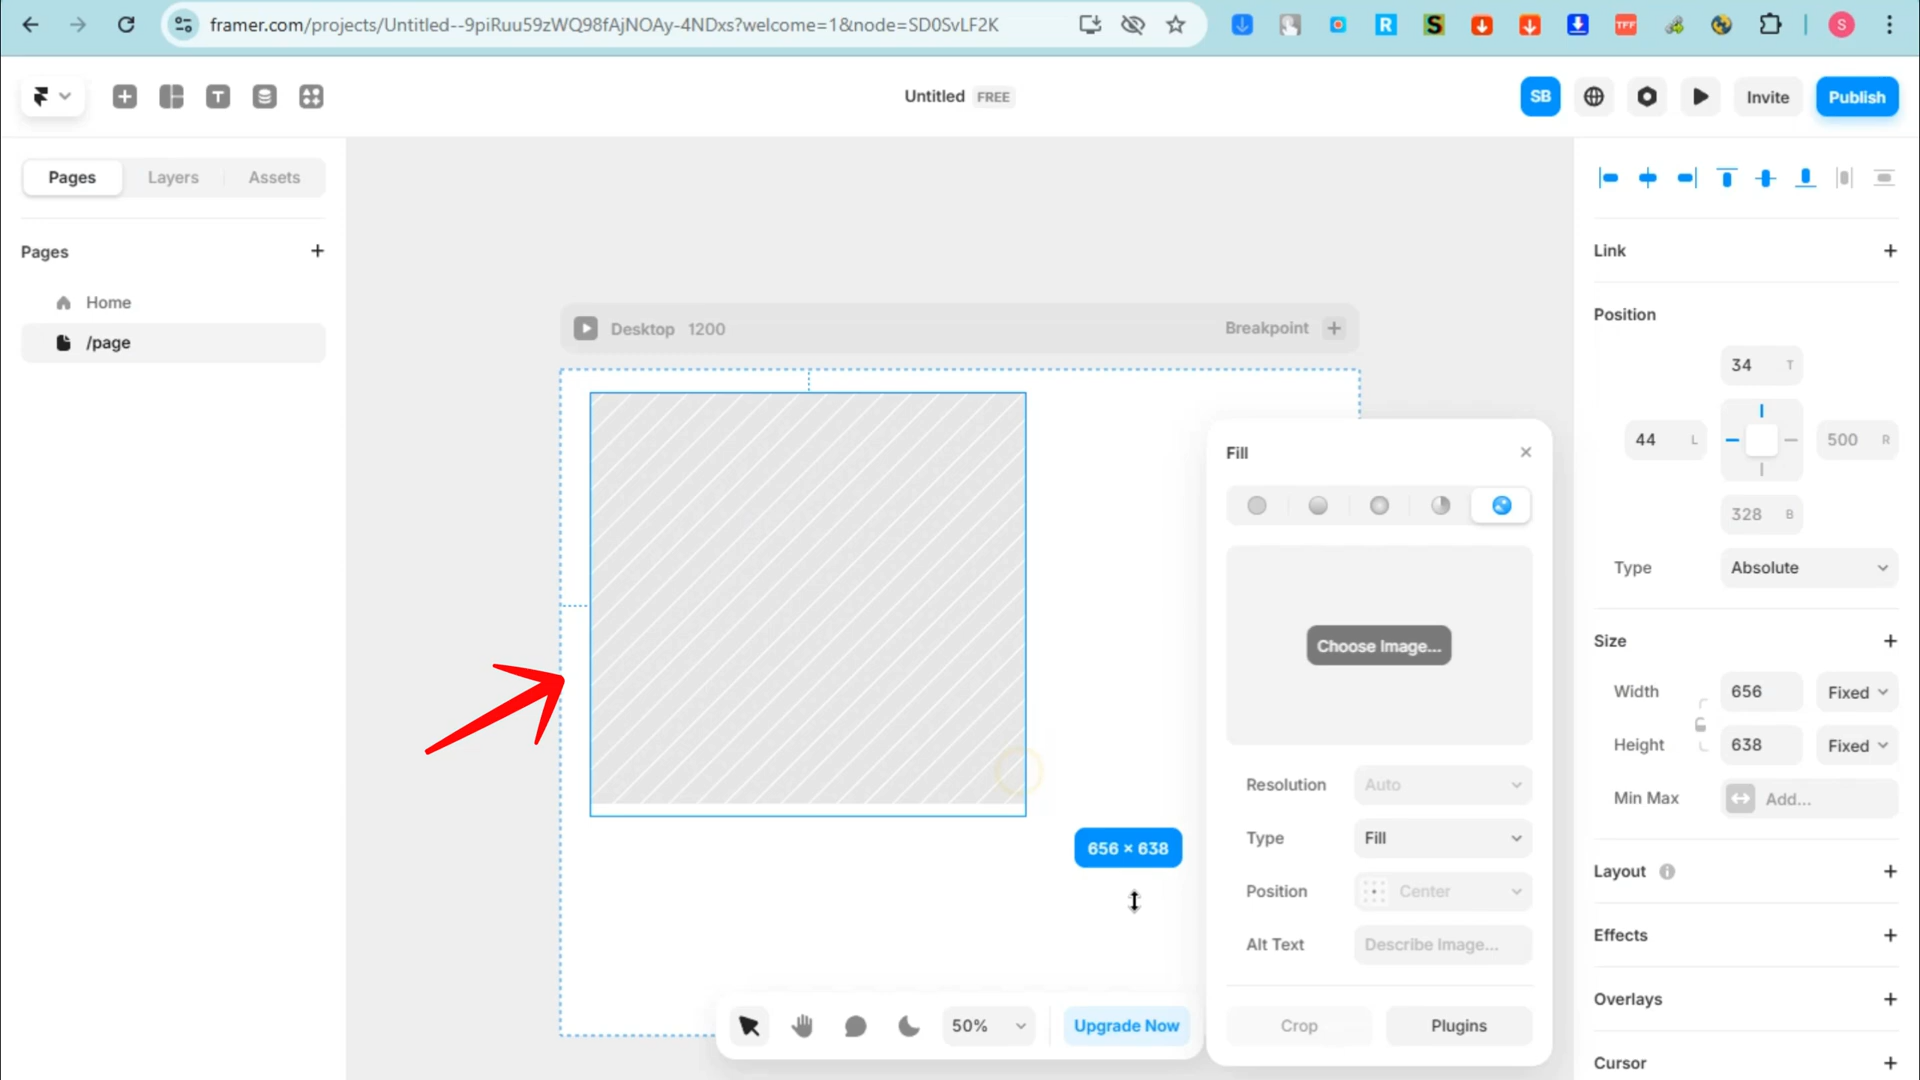 framer.com/projects/Untitled--9piRuu59zWQ98fAjNOAy-4NDxs?welcome=1&node=SD0SvLF2K
R
S
TFF
S
T
Untitled FREE
SB
Invite
Publish
Pages
Layers
Assets
Pages
Home
/page
Desktop 1200
Breakpoint
656 × 638
50%
Upgrade Now
Fill
Choose Image...
Resolution Auto
Type Fill
Position Center
Alt Text Describe Image...
Crop
Plugins
Link
Position
34 T
44 L
500 R
328 B
Type Absolute
Size
Width 656 Fixed
Height 638 Fixed
Min Max Add...
Layout
Effects
Overlays
Cursor